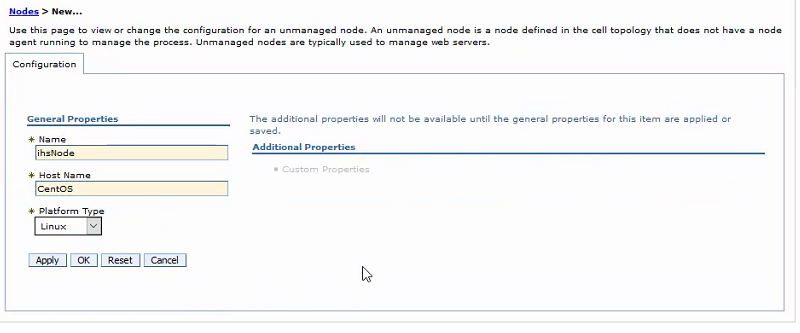 Nodes > New...
Use this page to view or change the configuration for an unmanaged node. An unmanaged node is a node defined in the cell topology that does not have a node
agent running to manage the process. Unmanaged nodes are typically used to manage web servers.
Configuration
General Properties
* Name
ihsNode
* Host Name
CentOS
* Platform Type
Linux
Apply OK Reset Cancel
The additional properties will not be available until the general properties for this item are applied or
saved.
Additional Properties
Custom Properties